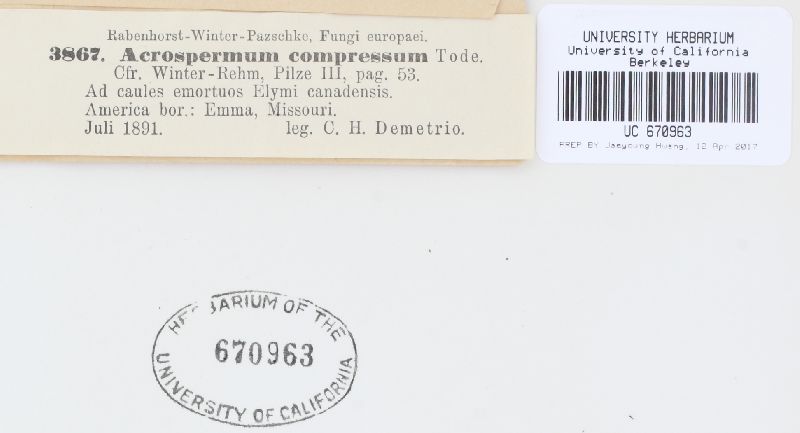 Rabenhorst-Winter-Pazschke, Fungi europaei.
3867. Acrospermum compressum Tode.
Cfr. Winter-Rehm, Pilze III, pag. 53.
Ad caules emortuos Elymi canadensis.
America bor.: Emma, Missouri.
Juli 1891. leg. C. H. Demetrio.
UNIVERSITY HERBARIUM
University of California
Berkeley
UC 670963
PREP BY Jaeyoung Hwang, 12 Apr 2017
HERBARIUM OF THE
670963
UNIVERSITY OF CALIFORNIA